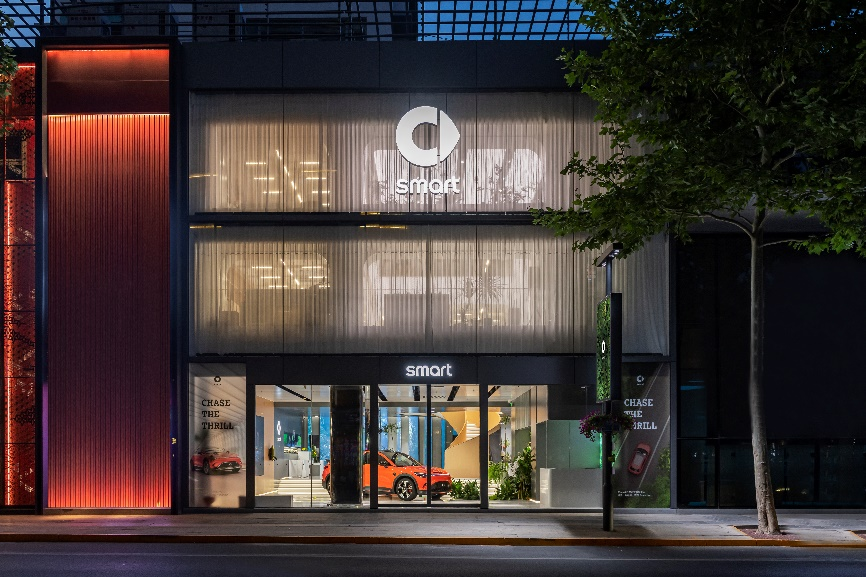 smart
smart
CHASE
THE
THRILL
CHASE
THE
THRILL